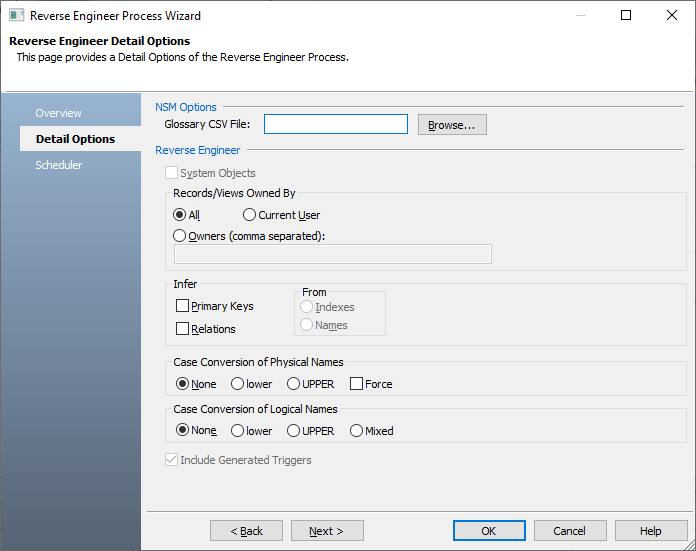 Reverse Engineer Process Wizard
Reverse Engineer Detail Options
This page provides a Detail Options of the Reverse Engineer Process.
Overview
Detail Options
Scheduler
NSM Options
Glossary CSV File:
Browse...
Reverse Engineer
System Objects
Records/Views Owned By
All Current User
Owners (comma separated):
Infer
From
Primary Keys
Indexes
Relations
Names
Case Conversion of Physical Names
None lower UPPER Force
Case Conversion of Logical Names
None lower UPPER Mixed
Include Generated Triggers
< Back Next > OK Cancel Help